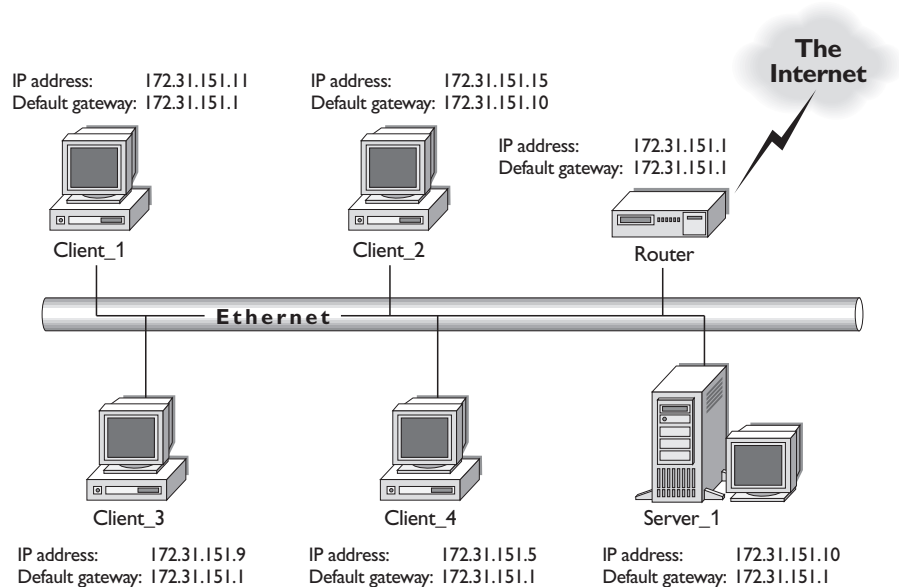 The
Internet
IP address: 172.31.151.11
Default gateway: 172.31.151.1
IP address: 172.31.151.15
Default gateway: 172.31.151.10
IP address: 172.31.151.1
Default gateway: 172.31.151.1
Client_1
Client_2
Router
Ethernet
Client_3
Client_4
Server_1
IP address: 172.31.151.9
Default gateway: 172.31.151.1
IP address: 172.31.151.5
Default gateway: 172.31.151.1
IP address: 172.31.151.10
Default gateway: 172.31.151.1